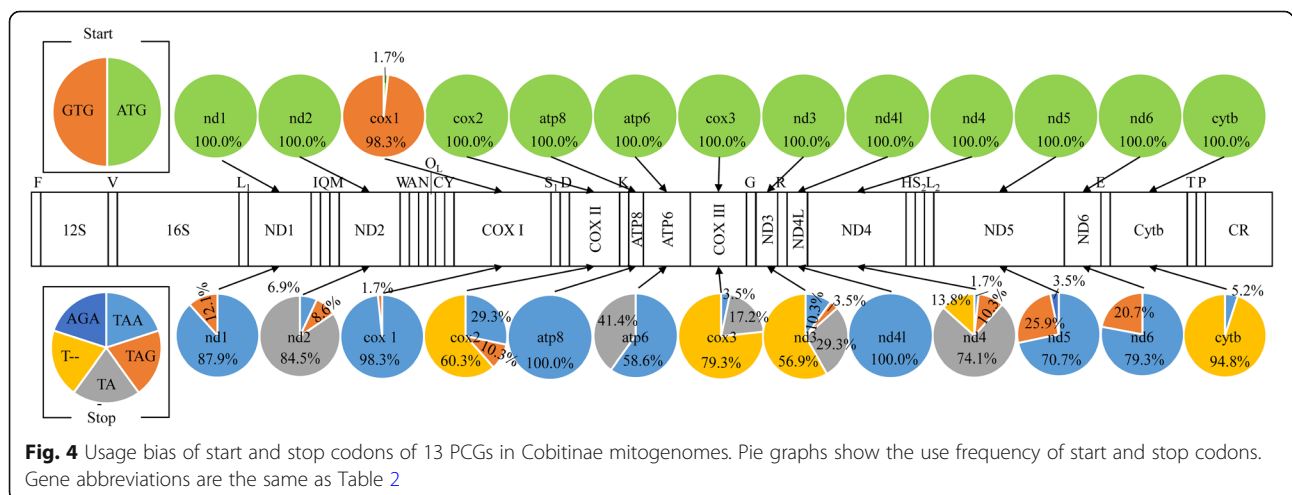 Start
GTG ATG
1.7%
nd1 nd2 cox1 cox2 atp8 atp6 cox3 nd3 nd4l nd4 nd5 nd6 cytb
100.0% 100.0% 98.3% 100.0% 100.0% 100.0% 100.0% 100.0% 100.0% 100.0% 100.0% 100.0% 100.0%
F V L1 IQM WAN OL CY S1 D K G R HS2L2 E T P
12S 16S ND1 ND2 COX I COX II ATP8 ATP6 COX III ND3 ND4L ND4 ND5 ND6 Cytb CR
AGA TAA
T-- TAG
TA-
Stop
12.1%
nd1
87.9%
6.9% 8.6%
nd2
84.5%
1.7%
cox 1
98.3%
29.3%
cox2 10.3%
60.3%
atp8
100.0%
41.4%
atp6
58.6%
3.5%
17.2%
cox3
79.3%
10.3% 3.5%
nd3 29.3%
56.9%
nd4l
100.0%
1.7%
13.8% 10.3%
nd4
74.1%
3.5%
25.9% nd5
70.7%
20.7%
nd6
79.3%
5.2%
cytb
94.8%
Fig. 4 Usage bias of start and stop codons of 13 PCGs in Cobitinae mitogenomes. Pie graphs show the use frequency of start and stop codons.
Gene abbreviations are the same as Table 2